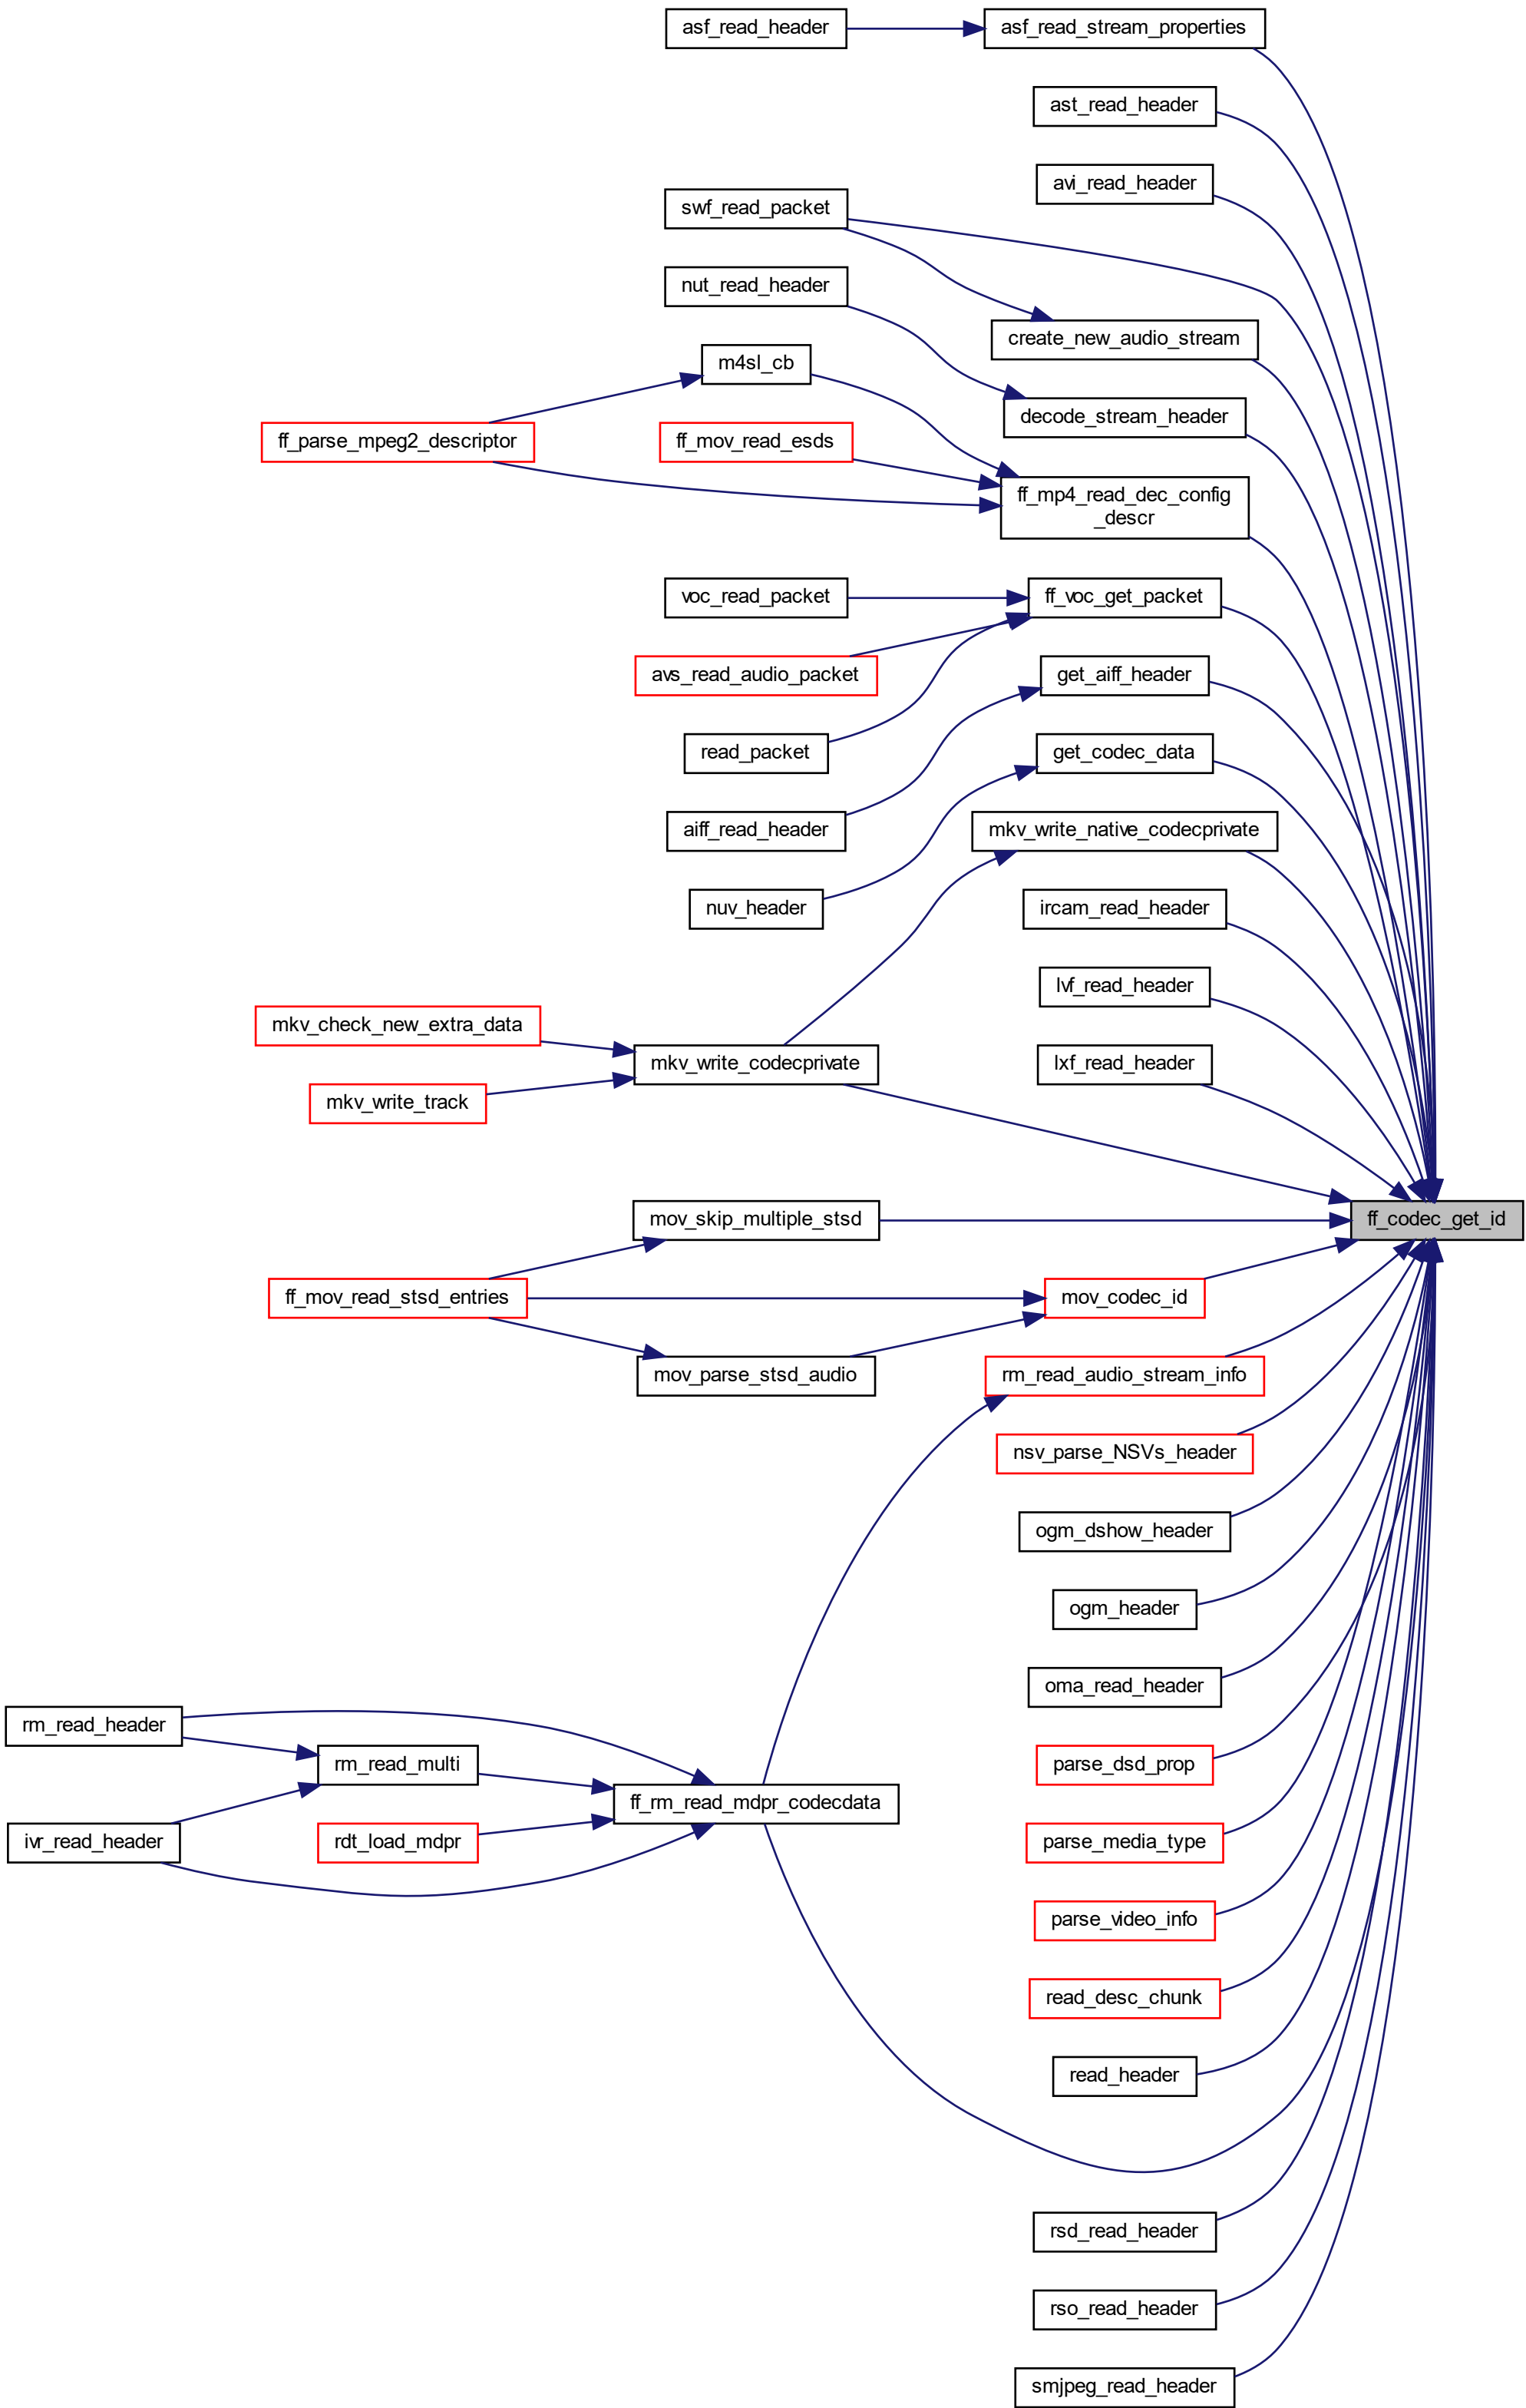 asf_read_header
asf_read_stream_properties
ast_read_header
avi_read_header
swf_read_packet
nut_read_header
create_new_audio_stream
m4sl_cb
decode_stream_header
ff_parse_mpeg2_descriptor
ff_mov_read_esds
ff_mp4_read_dec_config
_descr
voc_read_packet
ff_voc_get_packet
avs_read_audio_packet
get_aiff_header
read_packet
get_codec_data
aiff_read_header
mkv_write_native_codecprivate
nuv_header
ircam_read_header
lvf_read_header
mkv_check_new_extra_data
mkv_write_codecprivate
lxf_read_header
mkv_write_track
mov_skip_multiple_stsd
ff_codec_get_id
ff_mov_read_stsd_entries
mov_codec_id
mov_parse_stsd_audio
rm_read_audio_stream_info
nsv_parse_NSVs_header
ogm_dshow_header
ogm_header
oma_read_header
rm_read_header
rm_read_multi
parse_dsd_prop
ff_rm_read_mdpr_codecdata
ivr_read_header
rdt_load_mdpr
parse_media_type
parse_video_info
read_desc_chunk
read_header
rsd_read_header
rso_read_header
smjpeg_read_header